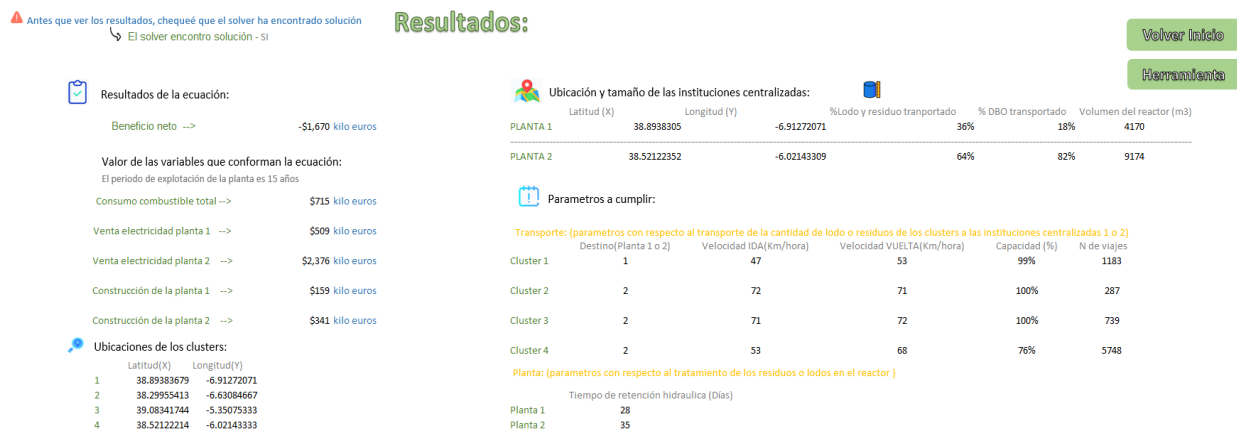 Antes que ver los resultados, chequeé que el solver ha encontrado solución
El solver encontro solución - SI
Resultados:
Volver Inicio
Herramienta
Resultados de la ecuación:
Beneficio neto --> -$1,670 kilo euros
Valor de las variables que conforman la ecuación:
El periodo de explotación de la planta es 15 años
Consumo combustible total --> $715 kilo euros
Venta electricidad planta 1 --> $509 kilo euros
Venta electricidad planta 2 --> $2,376 kilo euros
Construcción de la planta 1 --> $159 kilo euros
Construcción de la planta 2 --> $341 kilo euros
Ubicaciones de los clusters:
Latitud(X) Longtitud(Y)
1 38.89383679 -6.91272071
2 38.29955413 -6.63084667
3 39.08341744 -5.35075333
4 38.52122214 -6.02143333
Ubicación y tamaño de las instituciones centralizadas:
Latitud (X) Longtitud (Y) %Lodo y residuo tranportado % DBO transportado Volumen del reactor (m3)
PLANTA 1 38.8938305 -6.91272071 36% 18% 4170
PLANTA 2 38.52122352 -6.02143309 64% 82% 9174
Parametros a cumplir:
Transporte: (parametros con respecto al transporte de la cantidad de lodo o residuos de los clusters a las instituciones centralizadas 1 ó 2)
Destino(Planta 1 o 2) Velocidad IDA(Km/hora) Velocidad VUELTA(Km/hora) Capacidad (%) N de viajes
Cluster 1 1 47 53 99% 1183
Cluster 2 2 72 71 100% 287
Cluster 3 2 71 72 100% 739
Cluster 4 2 53 68 76% 5748
Planta: (parametros con respecto al tratamiento de los residuos o lodos en el reactor )
Tiempo de retención hidraulica (Días)
Planta 1 28
Planta 2 35